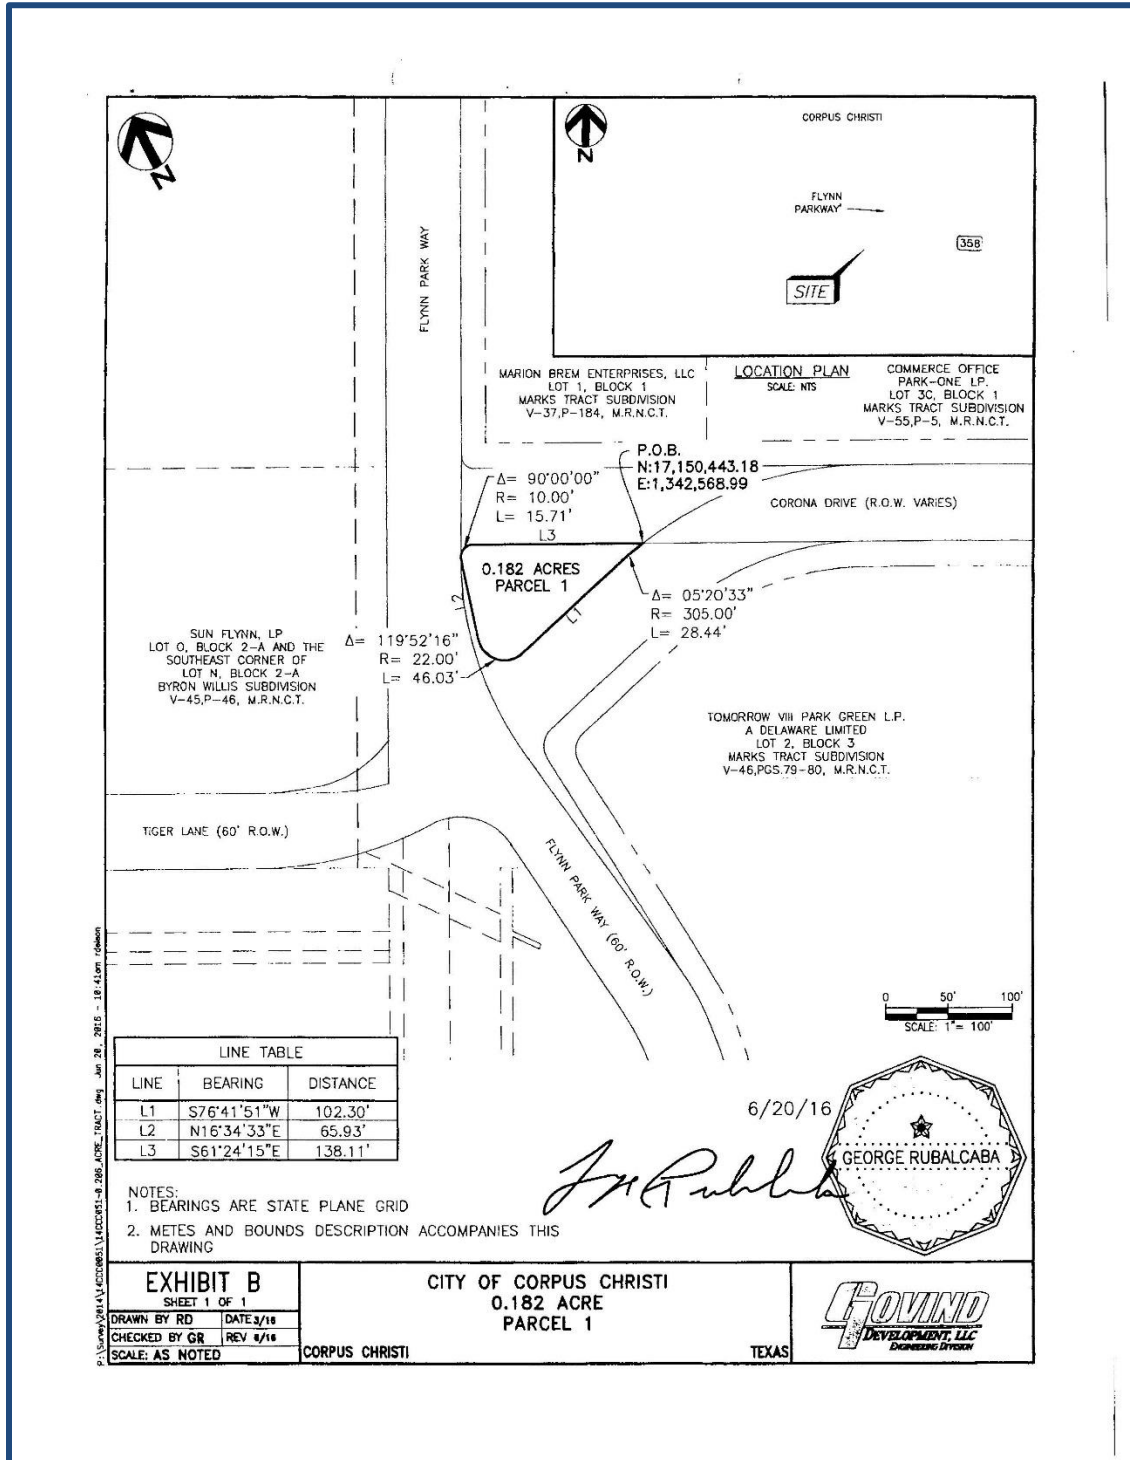 N
N
CORPUS CHRISTI
FLYNN
PARKWAY
358
SITE
FLYNN PARK WAY
MARION BREM ENTERPRISES, LLC
LOT 1, BLOCK 1
MARKS TRACT SUBDIVISION
V-37,P-184, M.R.N.C.T.
LOCATION PLAN
SCALE: NTS
COMMERCE OFFICE
PARK-ONE LP.
LOT 3C, BLOCK 1
MARKS TRACT SUBDIVISION
V-55,P-5, M.R.N.C.T.
P.O.B.
N:17,150,443.18
E:1,342,568.99
Δ= 90°00'00"
R= 10.00'
L= 15.71'
L3
CORONA DRIVE (R.O.W. VARIES)
0.182 ACRES
PARCEL 1
L2
L1
Δ= 05°20'33"
R= 305.00'
L= 28.44'
Δ= 119°52'16"
R= 22.00'
L= 46.03'
SUN FLYNN, LP
LOT O, BLOCK 2-A AND THE
SOUTHEAST CORNER OF
LOT N, BLOCK 2-A
BYRON WILLIS SUBDIVISION
V-45,P-46, M.R.N.C.T.
TOMORROW VIII PARK GREEN L.P.
A DELAWARE LIMITED
LOT 2, BLOCK 3
MARKS TRACT SUBDIVISION
V-46,PGS.79-80, M.R.N.C.T.
TIGER LANE (60' R.O.W.)
FLYNN PARK WAY (60' R.O.W.)
0 50' 100'
SCALE: 1"= 100'
LINE TABLE
LINE BEARING DISTANCE
L1 S76°41'51"W 102.30'
L2 N16°34'33"E 65.93'
L3 S61°24'15"E 138.11'
6/20/16
GEORGE RUBALCABA
NOTES:
1. BEARINGS ARE STATE PLANE GRID
2. METES AND BOUNDS DESCRIPTION ACCOMPANIES THIS
DRAWING
EXHIBIT B
SHEET 1 OF 1
DRAWN BY RD DATE 3/16
CHECKED BY GR REV 6/16
SCALE: AS NOTED
CITY OF CORPUS CHRISTI
0.182 ACRE
PARCEL 1
CORPUS CHRISTI TEXAS
GOVIND
DEVELOPMENT, LLC
ENGINEERING DIVISION
Jun 20, 2016 - 10:41am